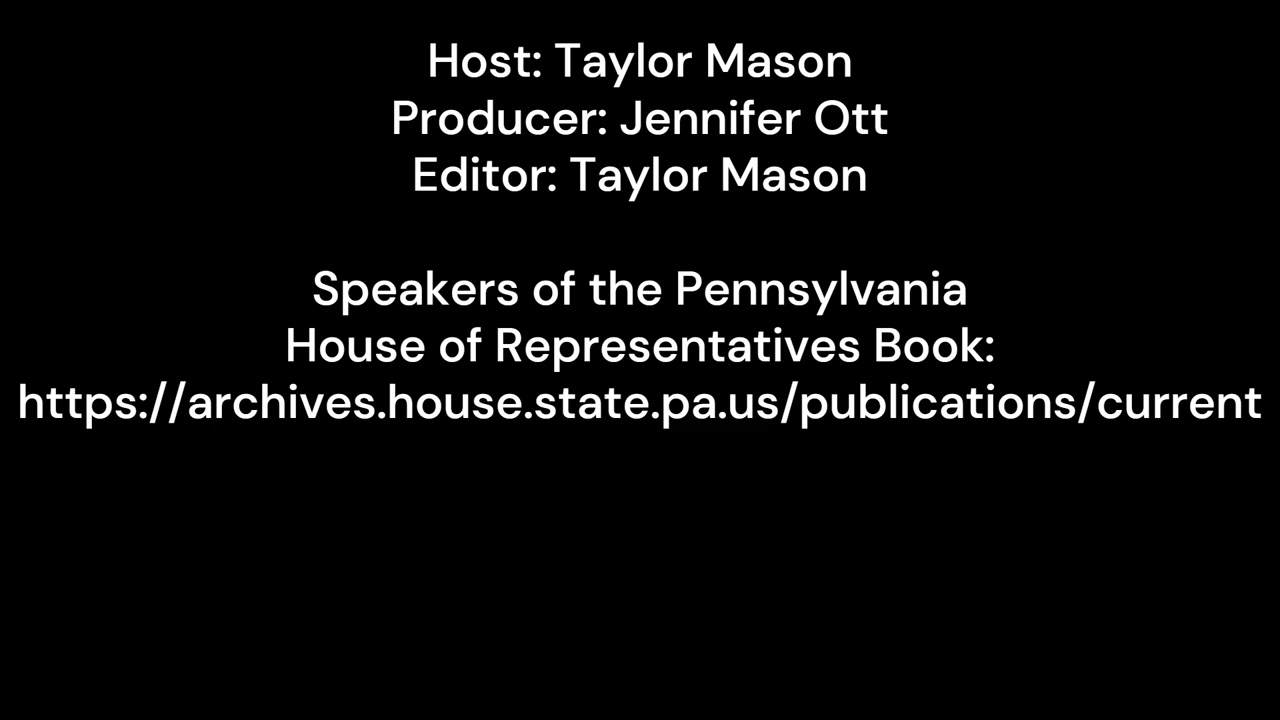 Host: Taylor Mason
Producer: Jennifer Ott
Editor: Taylor Mason
Speakers of the Pennsylvania
House of Representatives Book:
https://archives.house.state.pa.us/publications/current